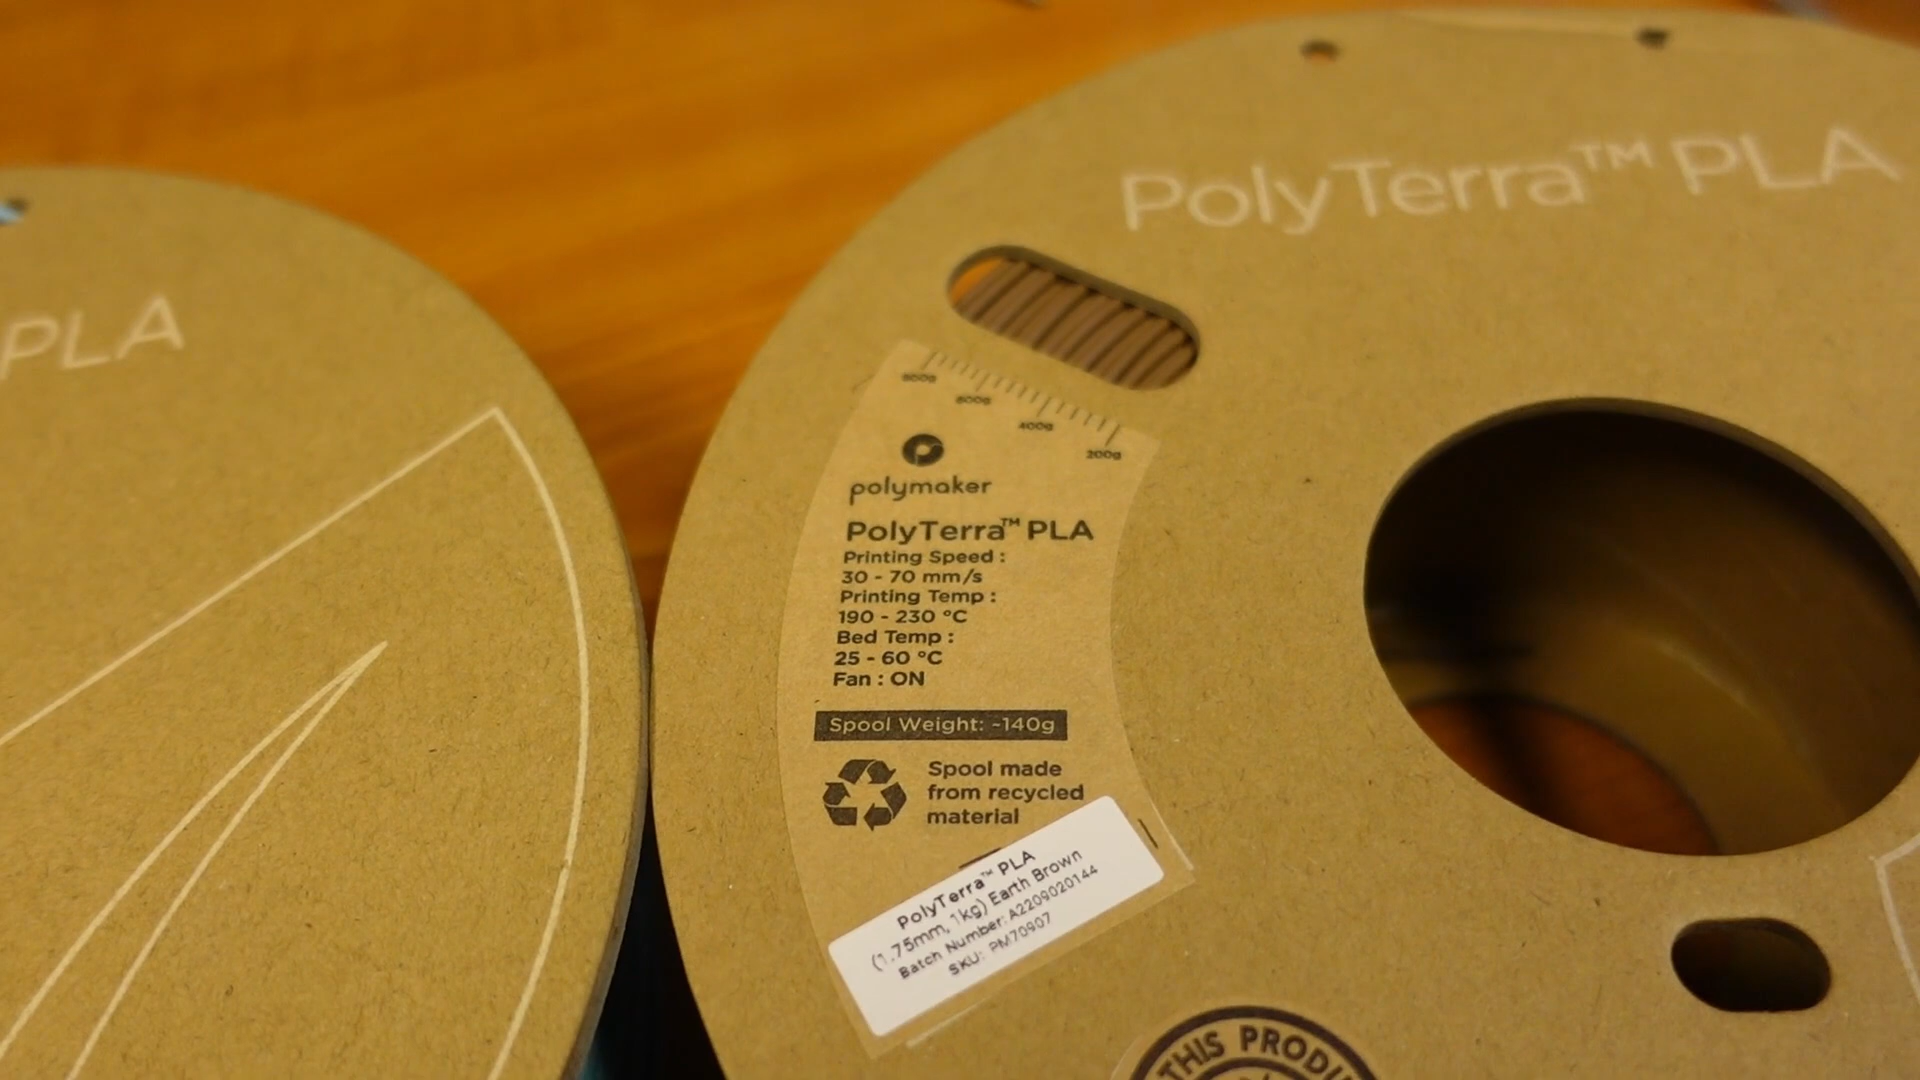 PLA
PolyTerra™ PLA
800g
600g
400g
200g
polymaker
PolyTerra™ PLA
Printing Speed :
30 - 70 mm/s
Printing Temp :
190 - 230 °C
Bed Temp :
25 - 60 °C
Fan : ON
Spool Weight: ~140g
Spool made
from recycled
material
PolyTerra™ PLA
(1.75mm, 1kg) Earth Brown
Batch Number: A2209020144
SKU: PM70907
THIS PRODU